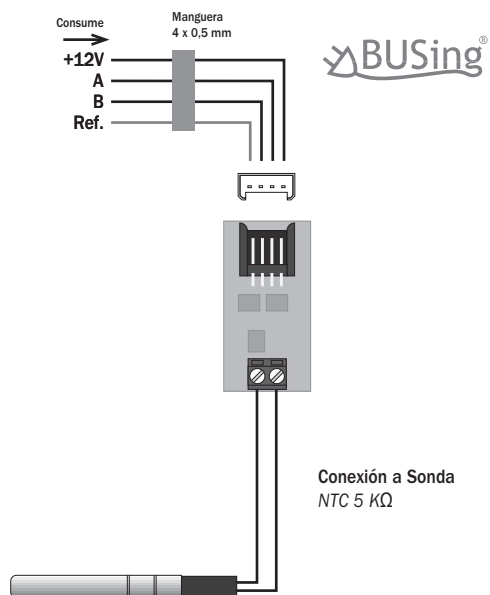 Consume
Manguera
4 x 0,5 mm
+12V
A
B
Ref.
BUSing®
Conexión a Sonda
NTC 5 KΩ